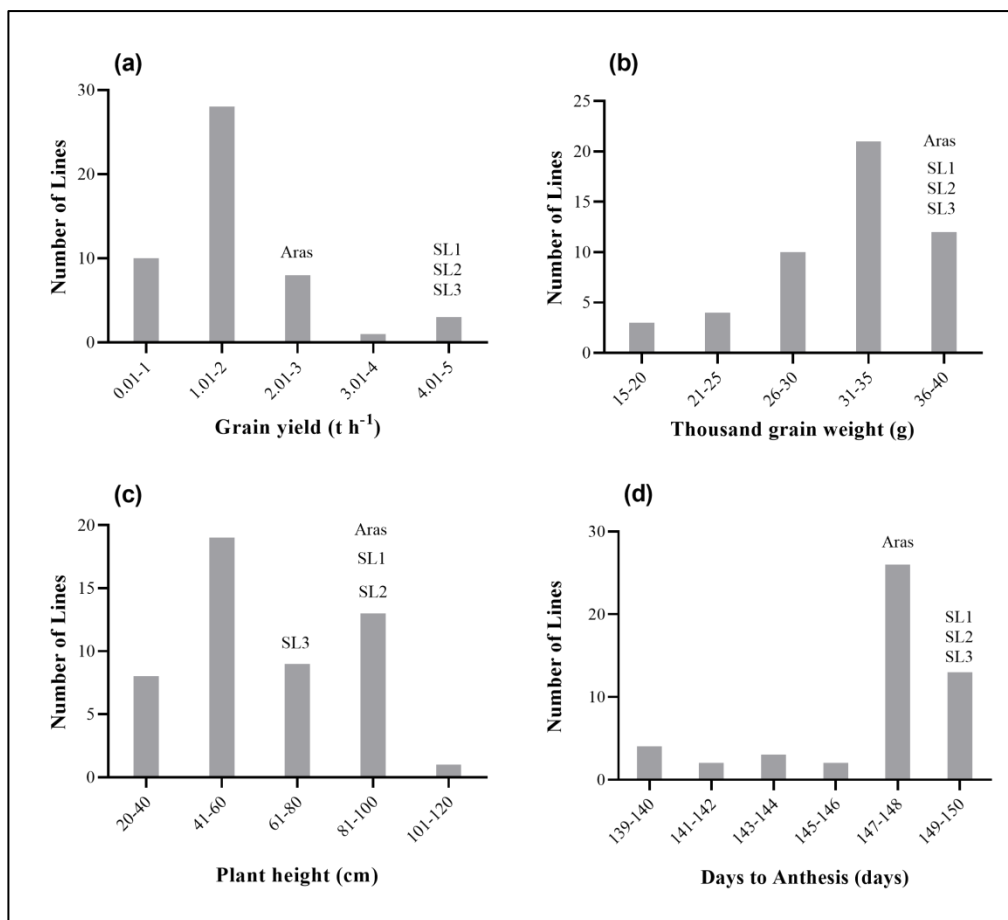 (a)
30
20
10
0
Number of Lines
Aras
SL1
SL2
SL3
0.01-1
1.01-2
2.01-3
3.01-4
4.01-5
Grain yield (t h⁻¹)
(b)
25
20
15
10
5
0
Number of Lines
Aras
SL1
SL2
SL3
15-20
21-25
26-30
31-35
36-40
Thousand grain weight (g)
(c)
20
15
10
5
0
Number of Lines
Aras
SL1
SL2
SL3
20-40
41-60
61-80
81-100
101-120
Plant height (cm)
(d)
30
20
10
0
Number of Lines
Aras
SL1
SL2
SL3
139-140
141-142
143-144
145-146
147-148
149-150
Days to Anthesis (days)